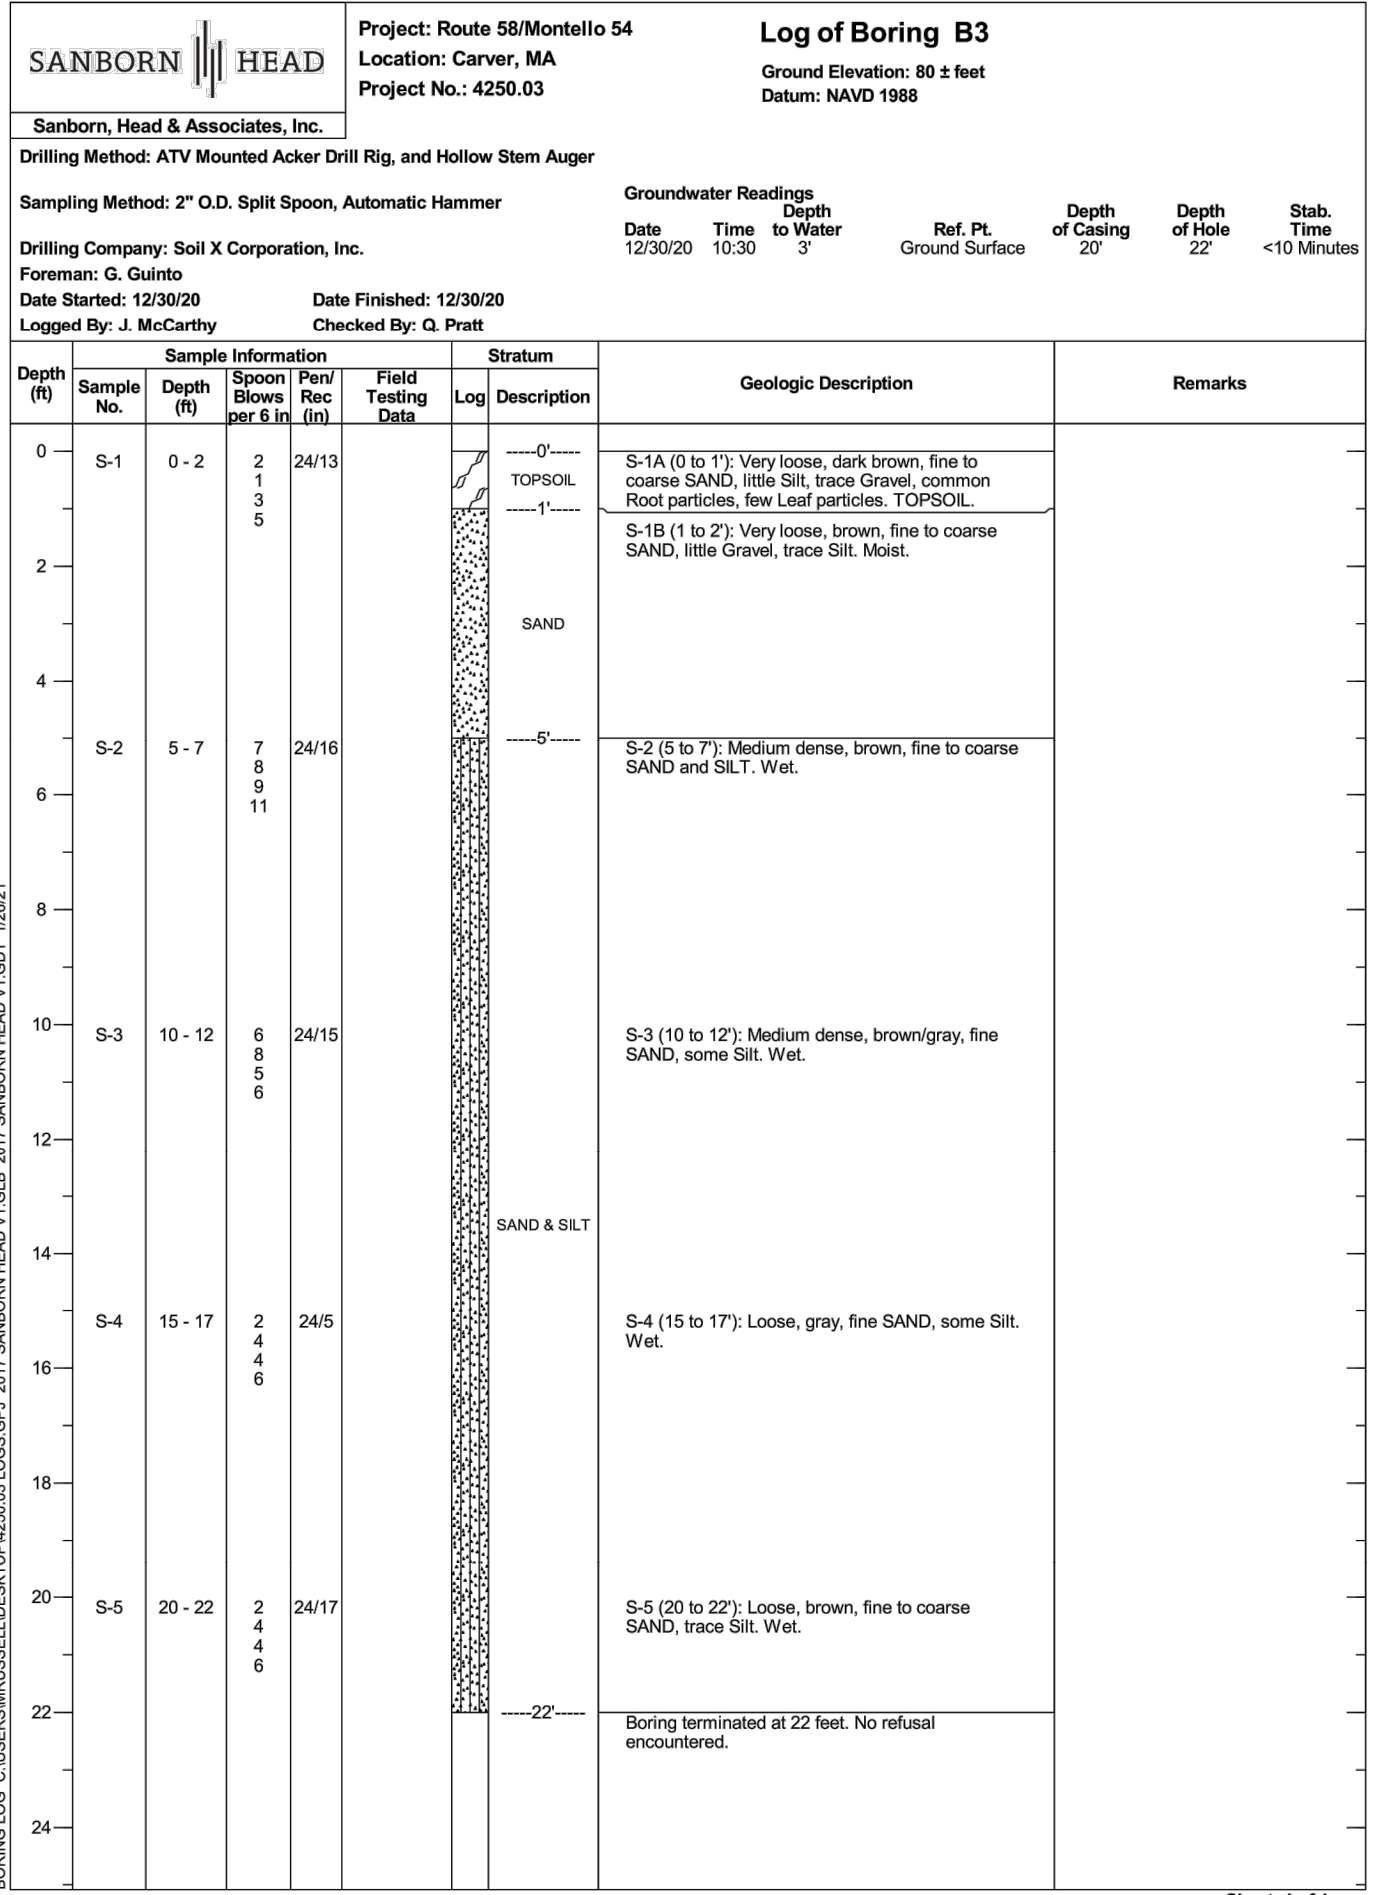 SANBORN HEAD
Sanborn, Head & Associates, Inc.
Project: Route 58/Montello 54
Location: Carver, MA
Project No.: 4250.03
Log of Boring B3
Ground Elevation: 80 ± feet
Datum: NAVD 1988
Drilling Method: ATV Mounted Acker Drill Rig, and Hollow Stem Auger
Sampling Method: 2" O.D. Split Spoon, Automatic Hammer
Drilling Company: Soil X Corporation, Inc.
Foreman: G. Guinto
Date Started: 12/30/20 Date Finished: 12/30/20
Logged By: J. McCarthy Checked By: Q. Pratt
Groundwater Readings
Date Time Depth to Water Ref. Pt. Depth of Casing Depth of Hole Stab. Time
12/30/20 10:30 3' Ground Surface 20' 22' <10 Minutes
Depth (ft)
Sample Information
Sample No.
Depth (ft)
Spoon Blows per 6 in
Pen/ Rec (in)
Field Testing Data
Stratum
Log Description
Geologic Description
Remarks
0
S-1 0 - 2 2 24/13
1
3
5
-----0'-----
TOPSOIL
-----1'-----
S-1A (0 to 1'): Very loose, dark brown, fine to
coarse SAND, little Silt, trace Gravel, common
Root particles, few Leaf particles. TOPSOIL.
S-1B (1 to 2'): Very loose, brown, fine to coarse
SAND, little Gravel, trace Silt. Moist.
2
SAND
4
-----5'-----
S-2 5 - 7 7 24/16
8
9
11
S-2 (5 to 7'): Medium dense, brown, fine to coarse
SAND and SILT. Wet.
6
8
10
S-3 10 - 12 6 24/15
8
5
6
S-3 (10 to 12'): Medium dense, brown/gray, fine
SAND, some Silt. Wet.
12
SAND & SILT
14
S-4 15 - 17 2 24/5
4
4
6
S-4 (15 to 17'): Loose, gray, fine SAND, some Silt.
Wet.
16
18
20
S-5 20 - 22 2 24/17
4
4
6
S-5 (20 to 22'): Loose, brown, fine to coarse
SAND, trace Silt. Wet.
22
-----22'-----
Boring terminated at 22 feet. No refusal
encountered.
24